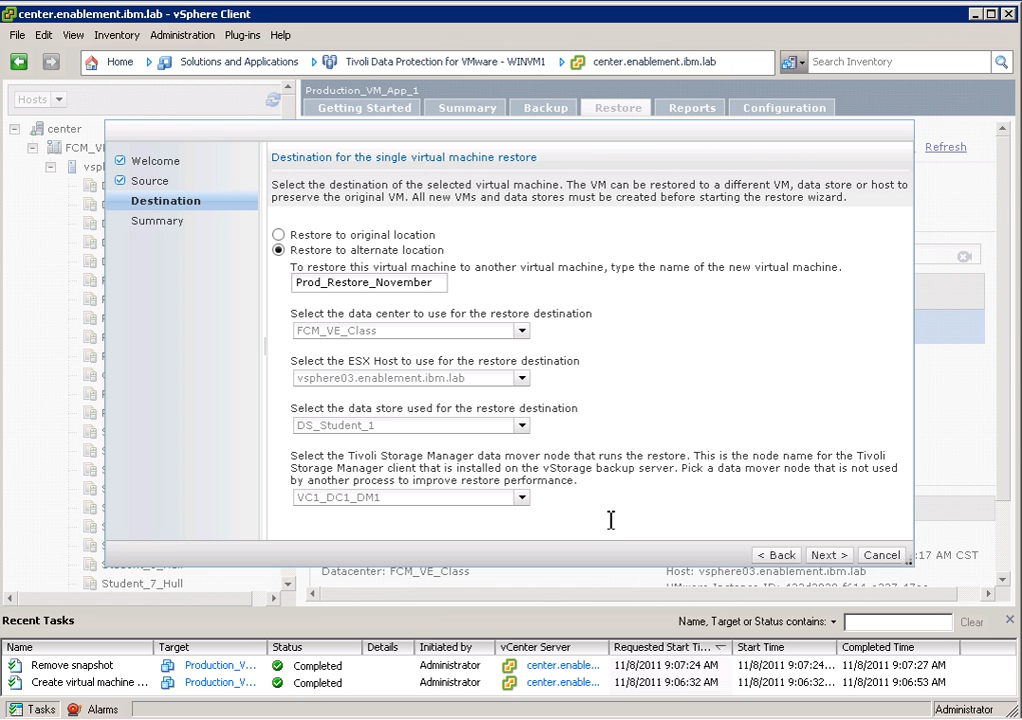 center.enablement.ibm.lab - vSphere Client
File Edit View Inventory Administration Plug-ins Help
Home Solutions and Applications Tivoli Data Protection for VMware - WINVM1 center.enablement.ibm.lab Search Inventory
Hosts
Production_VM_App_1
Getting Started Summary Backup Restore Reports Configuration
center
FCM_V
vsp
Refresh
Welcome
Source
Destination
Summary
Destination for the single virtual machine restore
Select the destination of the selected virtual machine. The VM can be restored to a different VM, data store or host to
preserve the original VM. All new VMs and data stores must be created before starting the restore wizard.
Restore to original location
Restore to alternate location
To restore this virtual machine to another virtual machine, type the name of the new virtual machine.
Prod_Restore_November
Select the data center to use for the restore destination
FCM_VE_Class
Select the ESX Host to use for the restore destination
vsphere03.enablement.ibm.lab
Select the data store used for the restore destination
DS_Student_1
Select the Tivoli Storage Manager data mover node that runs the restore. This is the node name for the Tivoli
Storage Manager client that is installed on the vStorage backup server. Pick a data mover node that is not used
by another process to improve restore performance.
VC1_DC1_DM1
< Back Next > Cancel
:17 AM CST
Student_7_Hull
Datacenter: FCM_VE_Class
Host: vsphere03.enablement.ibm.lab
Recent Tasks
Name, Target or Status contains: Clear
Name Target Status Details Initiated by vCenter Server Requested Start Ti... Start Time Completed Time
Remove snapshot Production_V... Completed Administrator center.enable... 11/8/2011 9:07:24 AM 11/8/2011 9:07:24... 11/8/2011 9:07:27 AM
Create virtual machine ... Production_V... Completed Administrator center.enable... 11/8/2011 9:06:32 AM 11/8/2011 9:06:32... 11/8/2011 9:06:53 AM
Tasks Alarms Administrator